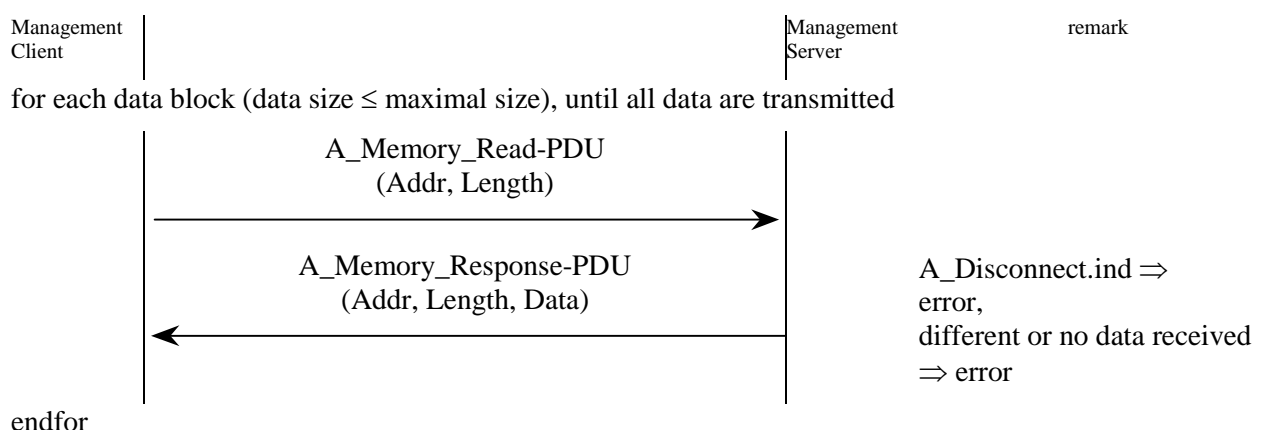 Management Client
Management Server
remark
for each data block (data size ≤ maximal size), until all data are transmitted
A_Memory_Read-PDU
(Addr, Length)
A_Memory_Response-PDU
(Addr, Length, Data)
A_Disconnect.ind ⇒
error,
different or no data received
⇒ error
endfor